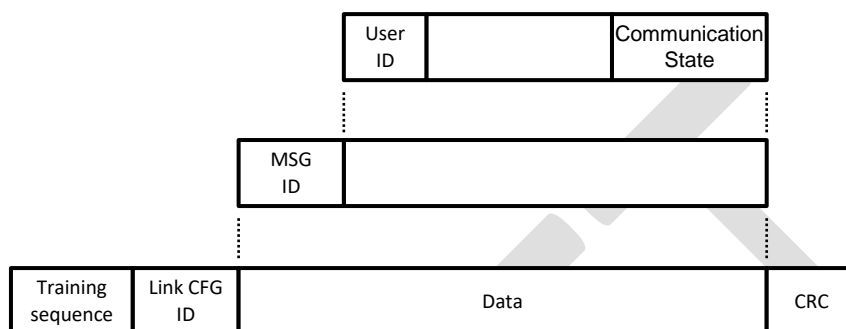 User
ID
Communication
State
MSG
ID
Training
sequence
Link CFG
ID
Data
CRC